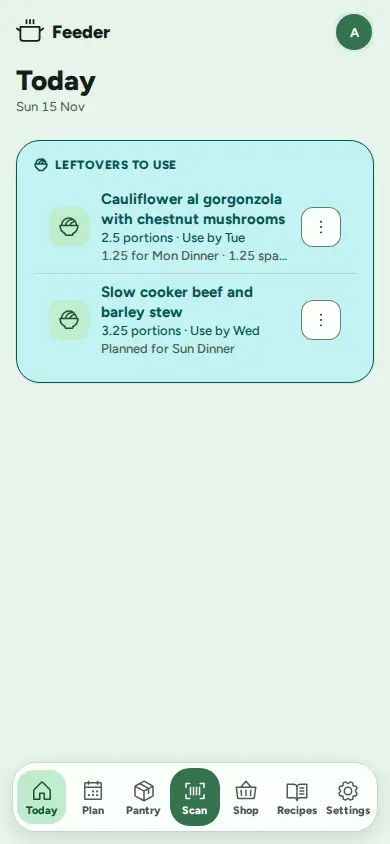 Feeder
A
Today
Sun 15 Nov
LEFTOVERS TO USE
Cauliflower al gorgonzola
with chestnut mushrooms
2.5 portions · Use by Tue
1.25 for Mon Dinner · 1.25 spa...
Slow cooker beef and
barley stew
3.25 portions · Use by Wed
Planned for Sun Dinner
Today Plan Pantry Scan Shop Recipes Settings